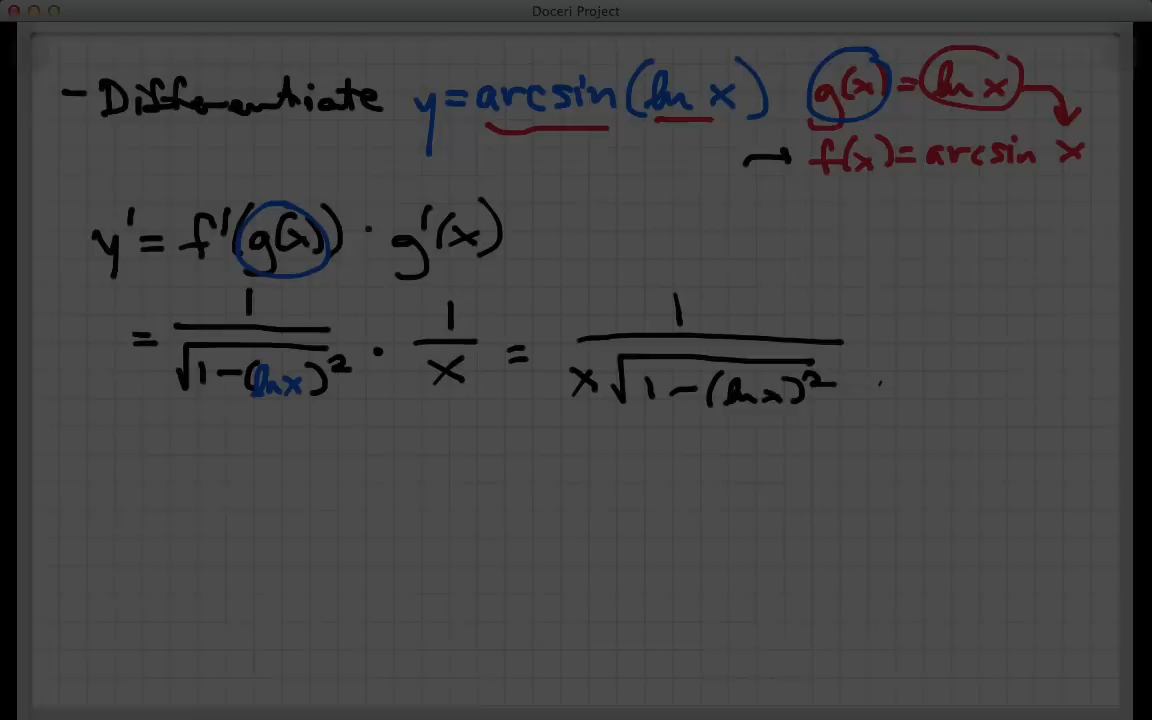 Doceri Project
- Differentiate y = arcsin(ln x) g(x) = ln x
→ f(x) = arcsin x
y' = f'(g(x)) · g'(x)
= 1/√(1-(ln x)²) · 1/x = 1/(x√(1-(ln x)²))